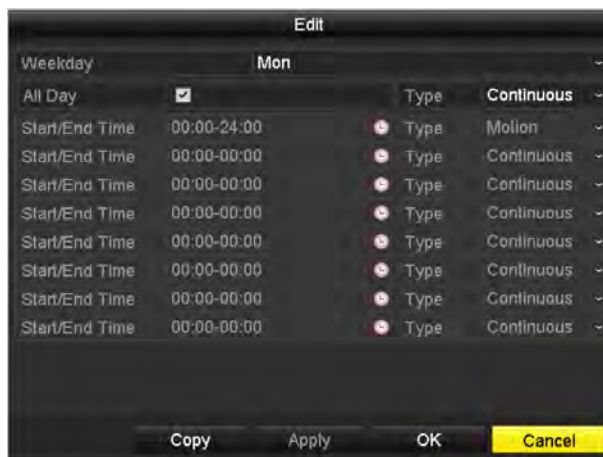 Edit
Weekday Mon
All Day Type Continuous
Start/End Time 00:00-24:00 Type Motion
Start/End Time 00:00-00:00 Type Continuous
Start/End Time 00:00-00:00 Type Continuous
Start/End Time 00:00-00:00 Type Continuous
Start/End Time 00:00-00:00 Type Continuous
Start/End Time 00:00-00:00 Type Continuous
Start/End Time 00:00-00:00 Type Continuous
Start/End Time 00:00-00:00 Type Continuous
Copy Apply OK Cancel